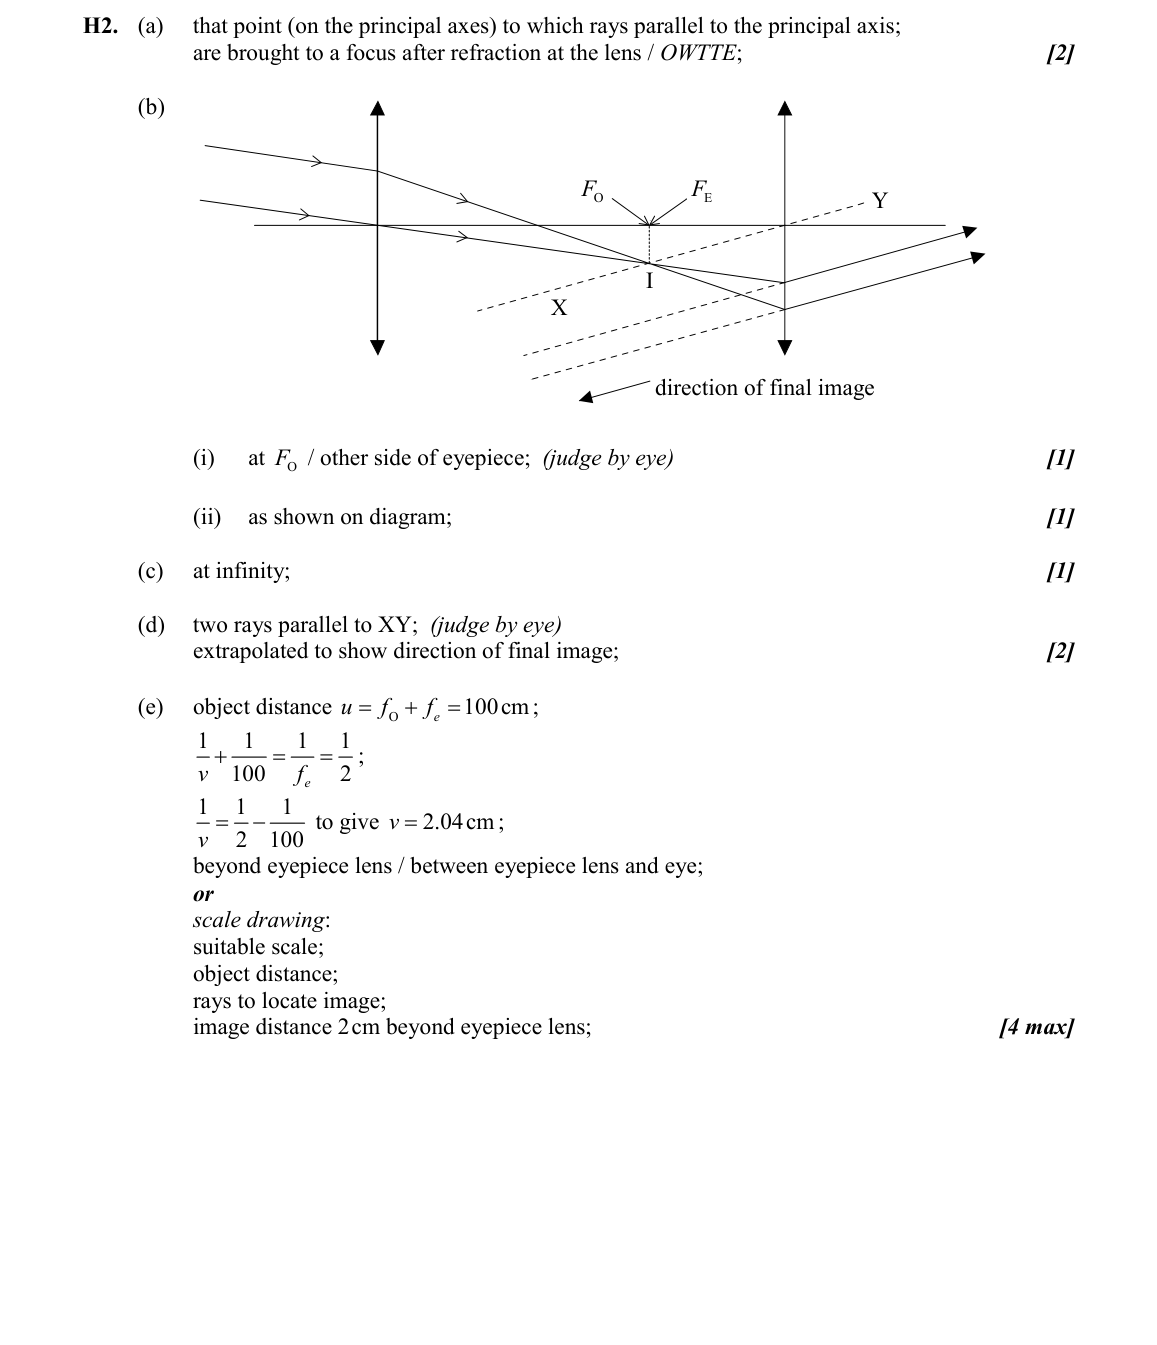 H2. (a) that point (on the principal axes) to which rays parallel to the principal axis;
are brought to a focus after refraction at the lens / OWTTE; [2]
(b)
F_O F_E Y
I
X
direction of final image
(i) at F_O / other side of eyepiece; (judge by eye) [1]
(ii) as shown on diagram; [1]
(c) at infinity; [1]
(d) two rays parallel to XY; (judge by eye)
extrapolated to show direction of final image; [2]
(e) object distance u = f_O + f_e = 100 cm;
1/v + 1/100 = 1/f_e = 1/2;
1/v = 1/2 − 1/100 to give v = 2.04 cm;
beyond eyepiece lens / between eyepiece lens and eye;
or
scale drawing:
suitable scale;
object distance;
rays to locate image;
image distance 2 cm beyond eyepiece lens; [4 max]